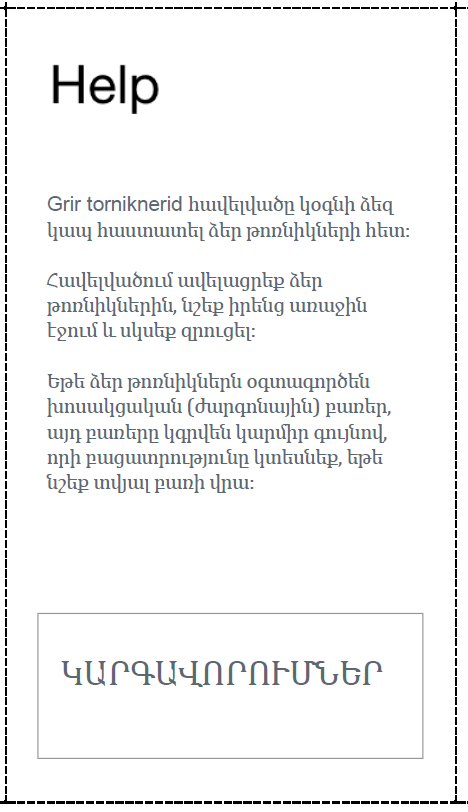 Help
Grir torniknerid հավելվածը կօգնի ձեզ
կապ հաստատել ձեր թոռնիկների հետ։
Հավելվածում ավելացրեք ձեր
թոռնիկներին, նշեք իրենց առաջին
էջում և սկսեք զրուցել։
Եթե ձեր թոռնիկներն օգտագործեն
խոսակցական (ժարգոնային) բառեր,
այդ բառերը կգրվեն կարմիր գույնով,
որի բացատրությունը կտեսնեք, եթե
նշեք տվյալ բառի վրա։
ԿԱՐԳԱՎՈՐՈՒՄՆԵՐ